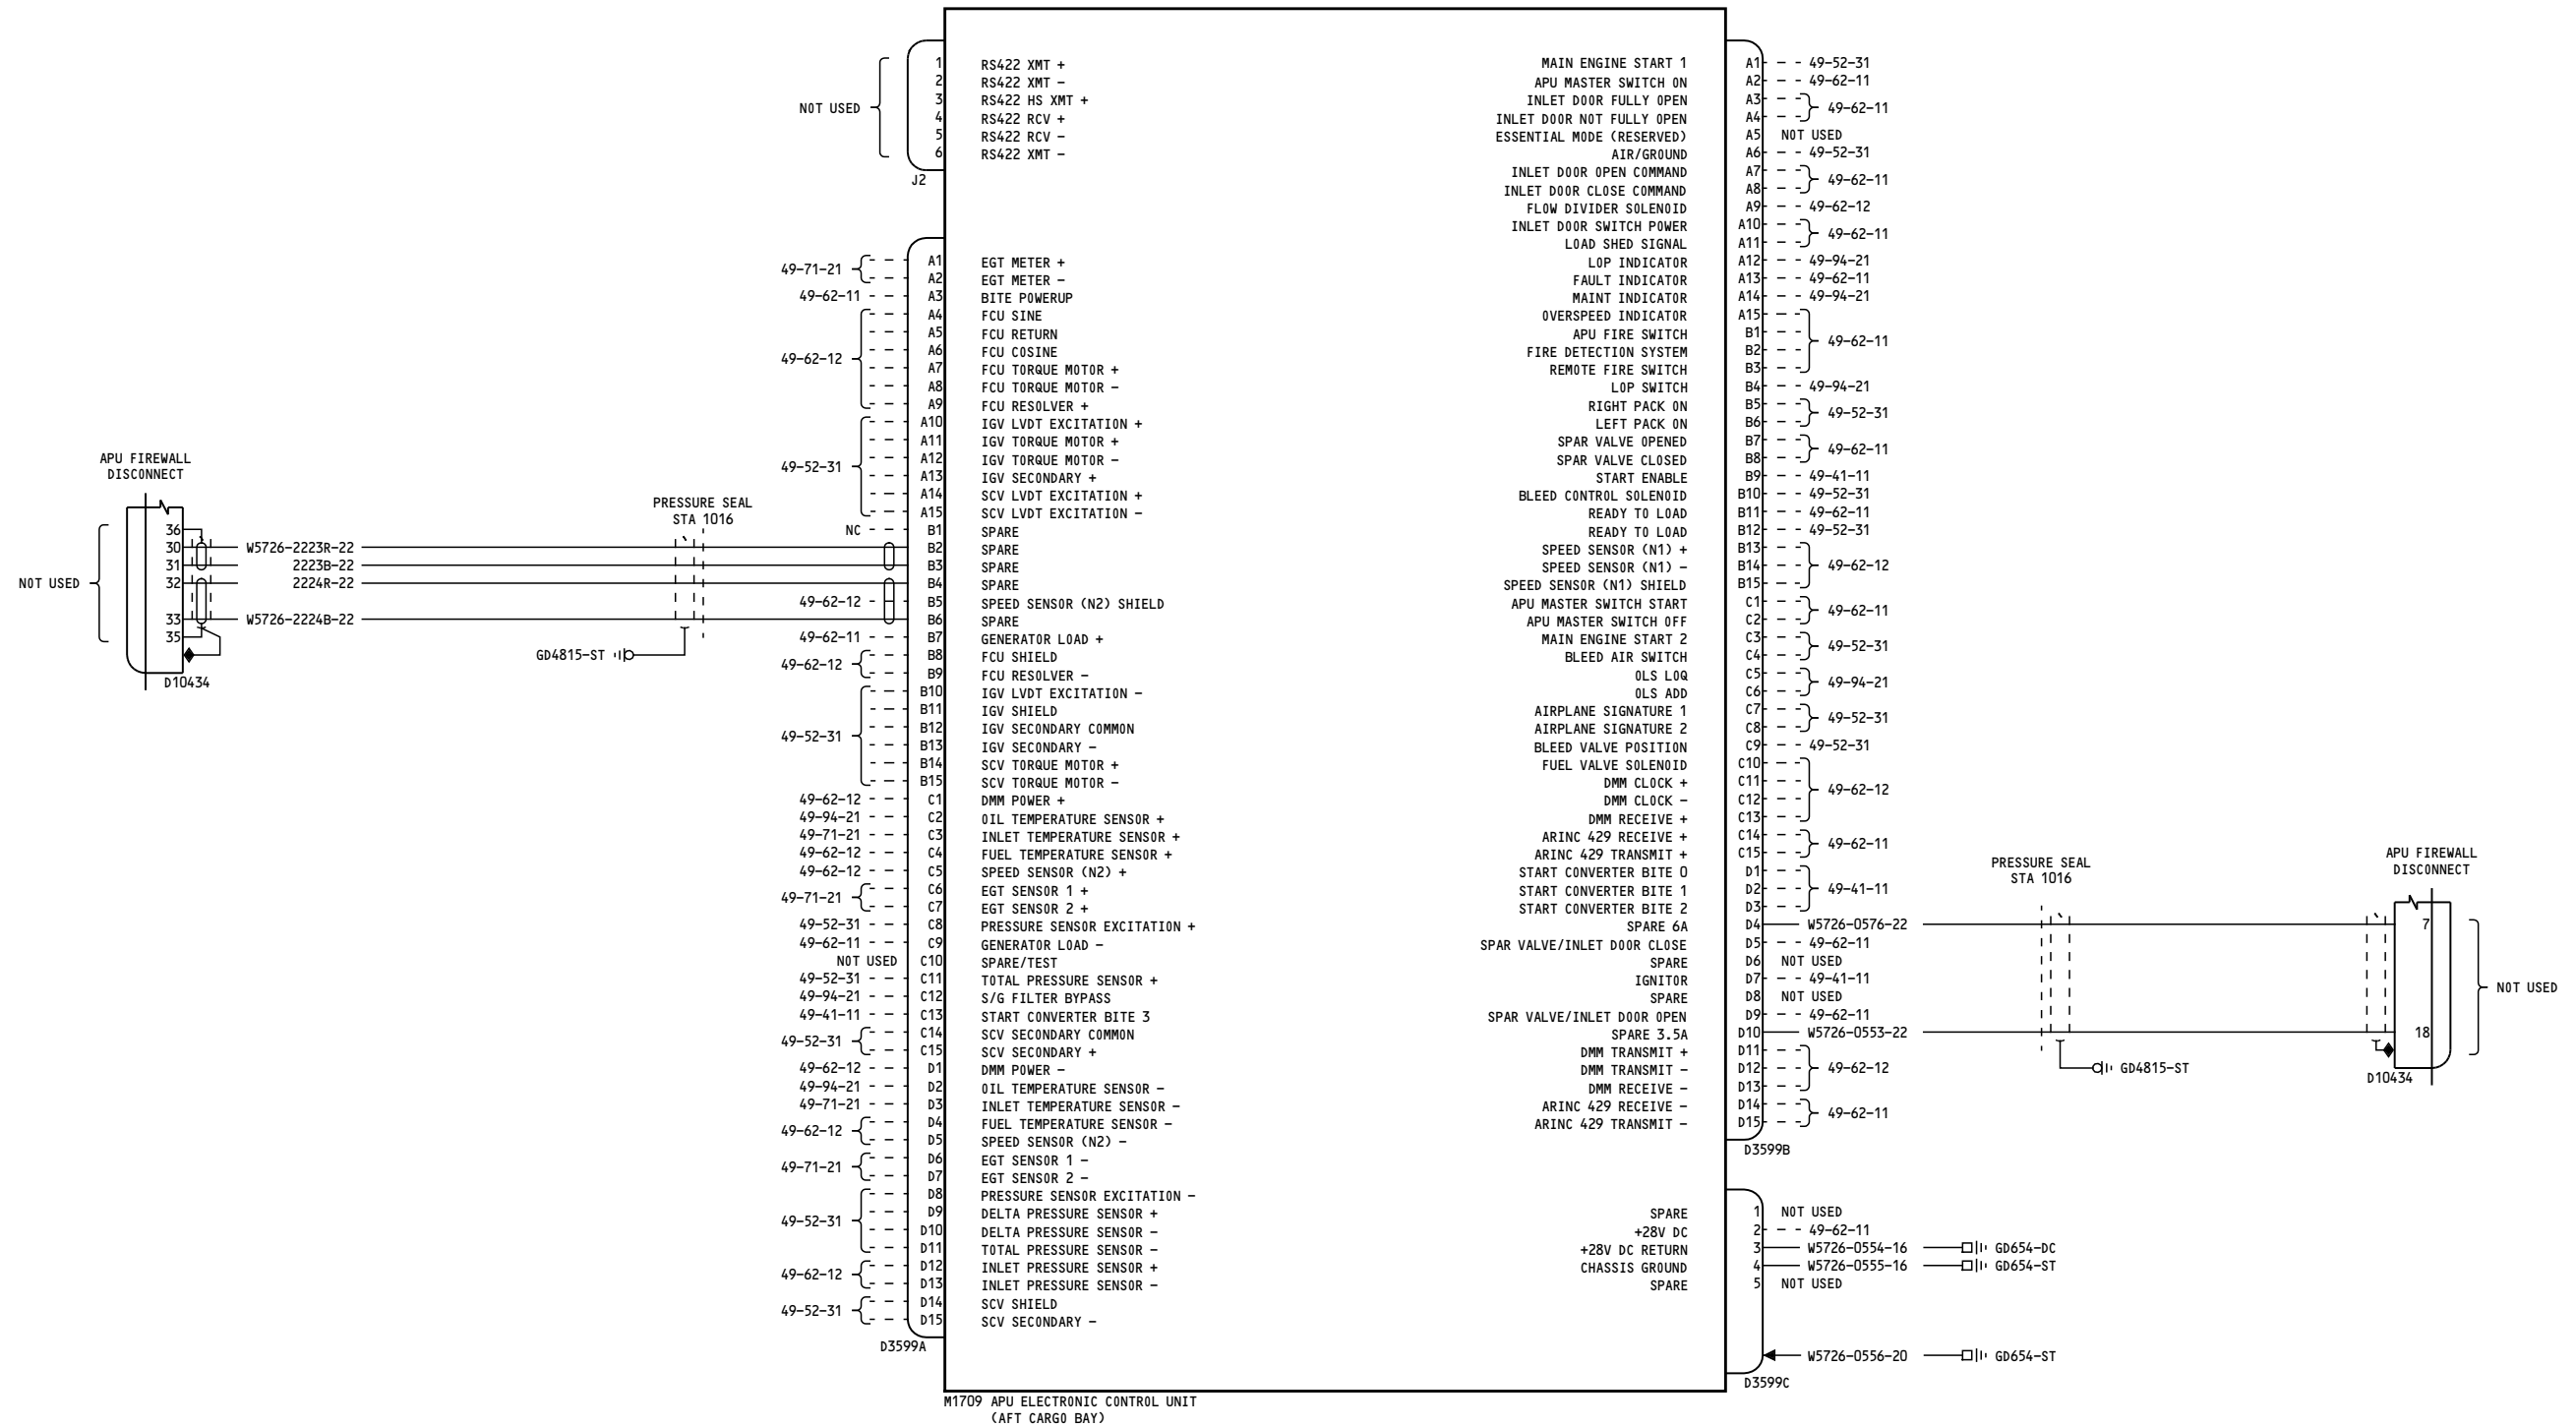 NOT USED
1 RS422 XMT +
2 RS422 XMT –
3 RS422 HS XMT +
4 RS422 RCV +
5 RS422 RCV –
6 RS422 XMT –
J2
49-71-21
A1 EGT METER +
A2 EGT METER –
49-62-11 A3 BITE POWERUP
49-62-12
A4 FCU SINE
A5 FCU RETURN
A6 FCU COSINE
A7 FCU TORQUE MOTOR +
A8 FCU TORQUE MOTOR –
A9 FCU RESOLVER +
49-52-31
A10 IGV LVDT EXCITATION +
A11 IGV TORQUE MOTOR +
A12 IGV TORQUE MOTOR –
A13 IGV SECONDARY +
A14 SCV LVDT EXCITATION +
A15 SCV LVDT EXCITATION –
NC B1 SPARE
B2 SPARE
B3 SPARE
B4 SPARE
49-62-12 B5 SPEED SENSOR (N2) SHIELD
B6 SPARE
49-62-11 B7 GENERATOR LOAD +
49-62-12
B8 FCU SHIELD
B9 FCU RESOLVER –
49-52-31
B10 IGV LVDT EXCITATION –
B11 IGV SHIELD
B12 IGV SECONDARY COMMON
B13 IGV SECONDARY –
B14 SCV TORQUE MOTOR +
B15 SCV TORQUE MOTOR –
49-62-12 C1 DMM POWER +
49-94-21 C2 OIL TEMPERATURE SENSOR +
49-71-21 C3 INLET TEMPERATURE SENSOR +
49-62-12 C4 FUEL TEMPERATURE SENSOR +
49-62-12 C5 SPEED SENSOR (N2) +
49-71-21
C6 EGT SENSOR 1 +
C7 EGT SENSOR 2 +
49-52-31 C8 PRESSURE SENSOR EXCITATION +
49-62-11 C9 GENERATOR LOAD –
NOT USED C10 SPARE/TEST
49-52-31 C11 TOTAL PRESSURE SENSOR +
49-94-21 C12 S/G FILTER BYPASS
49-41-11 C13 START CONVERTER BITE 3
49-52-31
C14 SCV SECONDARY COMMON
C15 SCV SECONDARY +
49-62-12 D1 DMM POWER –
49-94-21 D2 OIL TEMPERATURE SENSOR –
49-71-21 D3 INLET TEMPERATURE SENSOR –
49-62-12
D4 FUEL TEMPERATURE SENSOR –
D5 SPEED SENSOR (N2) –
49-71-21
D6 EGT SENSOR 1 –
D7 EGT SENSOR 2 –
49-52-31
D8 PRESSURE SENSOR EXCITATION –
D9 DELTA PRESSURE SENSOR +
D10 DELTA PRESSURE SENSOR –
D11 TOTAL PRESSURE SENSOR –
49-62-12
D12 INLET PRESSURE SENSOR +
D13 INLET PRESSURE SENSOR –
49-52-31
D14 SCV SHIELD
D15 SCV SECONDARY –
D3599A
APU FIREWALL
DISCONNECT
NOT USED
36
30 W5726-2223R-22
31 2223B-22
32 2224R-22
33 W5726-2224B-22
35
D10434
PRESSURE SEAL
STA 1016
GD4815-ST
MAIN ENGINE START 1 A1 49-52-31
APU MASTER SWITCH ON A2 49-62-11
INLET DOOR FULLY OPEN A3
INLET DOOR NOT FULLY OPEN A4
49-62-11
ESSENTIAL MODE (RESERVED) A5 NOT USED
AIR/GROUND A6 49-52-31
INLET DOOR OPEN COMMAND A7
INLET DOOR CLOSE COMMAND A8
49-62-11
FLOW DIVIDER SOLENOID A9 49-62-12
INLET DOOR SWITCH POWER A10
LOAD SHED SIGNAL A11
49-62-11
LOP INDICATOR A12 49-94-21
FAULT INDICATOR A13 49-62-11
MAINT INDICATOR A14 49-94-21
OVERSPEED INDICATOR A15
APU FIRE SWITCH B1
FIRE DETECTION SYSTEM B2
REMOTE FIRE SWITCH B3
49-62-11
LOP SWITCH B4 49-94-21
RIGHT PACK ON B5
LEFT PACK ON B6
49-52-31
SPAR VALVE OPENED B7
SPAR VALVE CLOSED B8
49-62-11
START ENABLE B9 49-41-11
BLEED CONTROL SOLENOID B10 49-52-31
READY TO LOAD B11 49-62-11
READY TO LOAD B12 49-52-31
SPEED SENSOR (N1) + B13
SPEED SENSOR (N1) – B14
SPEED SENSOR (N1) SHIELD B15
49-62-12
APU MASTER SWITCH START C1
APU MASTER SWITCH OFF C2
49-62-11
MAIN ENGINE START 2 C3
BLEED AIR SWITCH C4
49-52-31
OLS LOQ C5
OLS ADD C6
49-94-21
AIRPLANE SIGNATURE 1 C7
AIRPLANE SIGNATURE 2 C8
49-52-31
BLEED VALVE POSITION C9 49-52-31
FUEL VALVE SOLENOID C10
DMM CLOCK + C11
DMM CLOCK – C12
DMM RECEIVE + C13
49-62-12
ARINC 429 RECEIVE + C14
ARINC 429 TRANSMIT + C15
49-62-11
START CONVERTER BITE 0 D1
START CONVERTER BITE 1 D2
START CONVERTER BITE 2 D3
49-41-11
SPARE 6A D4 W5726-0576-22
SPAR VALVE/INLET DOOR CLOSE D5 49-62-11
SPARE D6 NOT USED
IGNITOR D7 49-41-11
SPARE D8 NOT USED
SPAR VALVE/INLET DOOR OPEN D9 49-62-11
SPARE 3.5A D10 W5726-0553-22
DMM TRANSMIT + D11
DMM TRANSMIT – D12
DMM RECEIVE – D13
49-62-12
ARINC 429 RECEIVE – D14
ARINC 429 TRANSMIT – D15
49-62-11
D3599B
PRESSURE SEAL
STA 1016
GD4815-ST
APU FIREWALL
DISCONNECT
7
18
NOT USED
D10434
SPARE 1 NOT USED
+28V DC 2 49-62-11
+28V DC RETURN 3 W5726-0554-16 GD654-DC
CHASSIS GROUND 4 W5726-0555-16 GD654-ST
SPARE 5 NOT USED
W5726-0556-20 GD654-ST
D3599C
M1709 APU ELECTRONIC CONTROL UNIT
(AFT CARGO BAY)